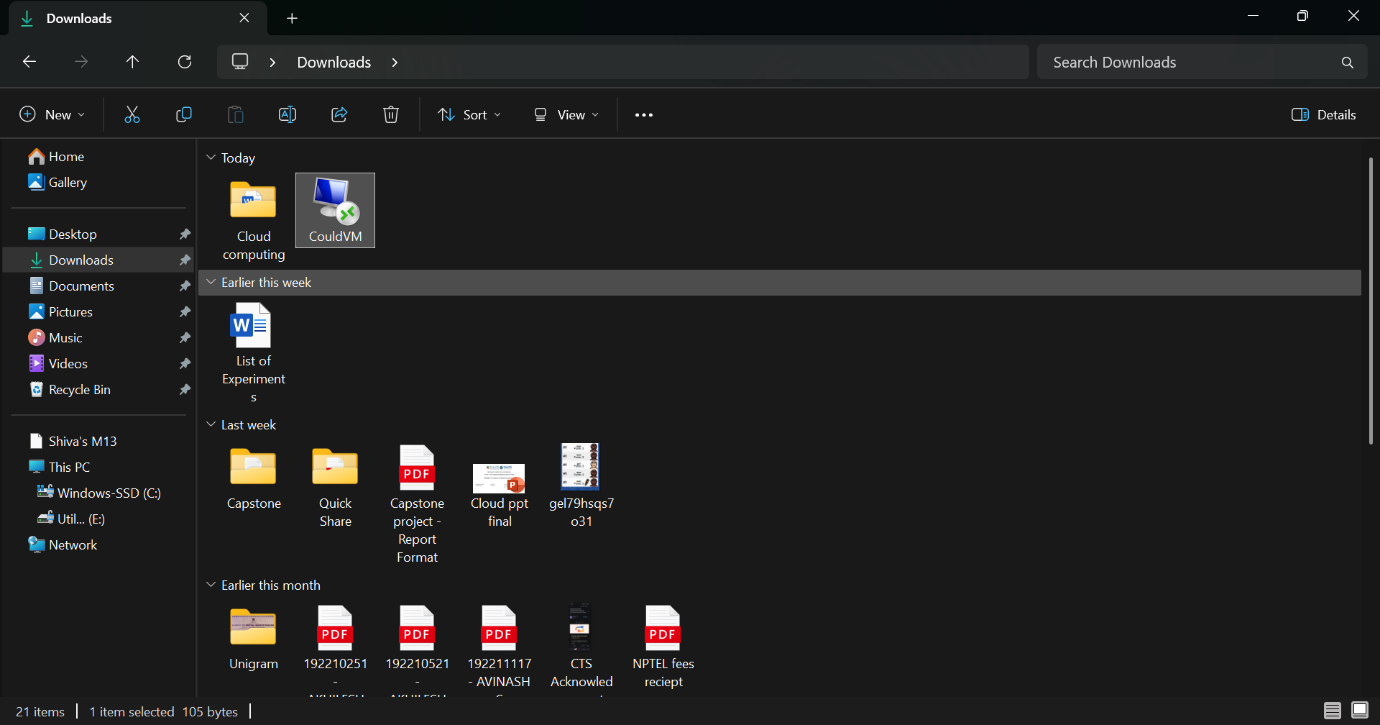 Downloads
Downloads
Search Downloads
New
Sort
View
Details
Home
Gallery
Desktop
Downloads
Documents
Pictures
Music
Videos
Recycle Bin
Shiva's M13
This PC
Windows-SSD (C:)
Util... (E:)
Network
Today
Cloud
computing
CouldVM
Earlier this week
W
List of
Experiment
s
Last week
Capstone
Quick
Share
PDF
Capstone
project -
Report
Format
Cloud ppt
final
gel79hsqs7
o31
Earlier this month
Unigram
PDF
192210251
-
PDF
192210521
-
PDF
192211117
- AVINASH
CTS
Acknowled
PDF
NPTEL fees
reciept
21 items
1 item selected 105 bytes